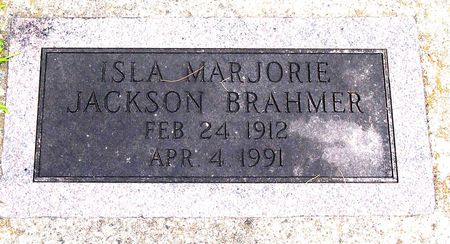 ISLA MARJORIE
JACKSON BRAHMER
FEB 24 1912
APR 4 1991